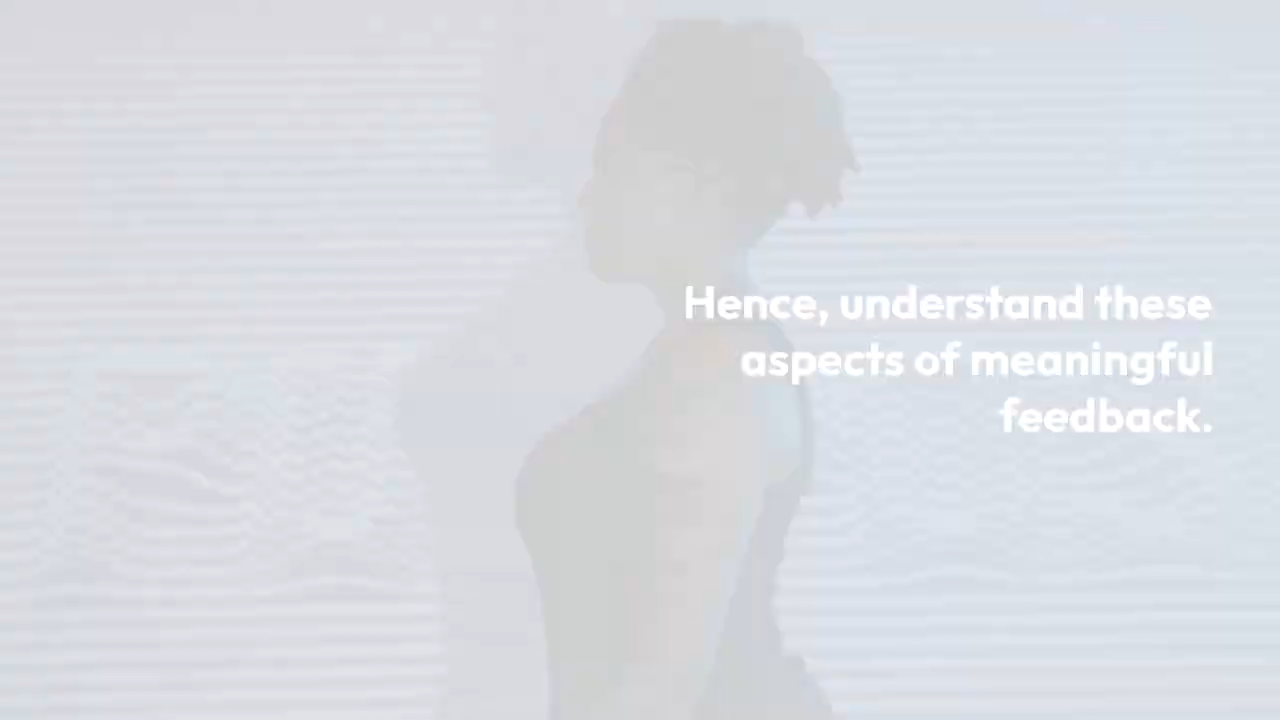 Hence, understand these
aspects of meaningful
feedback.